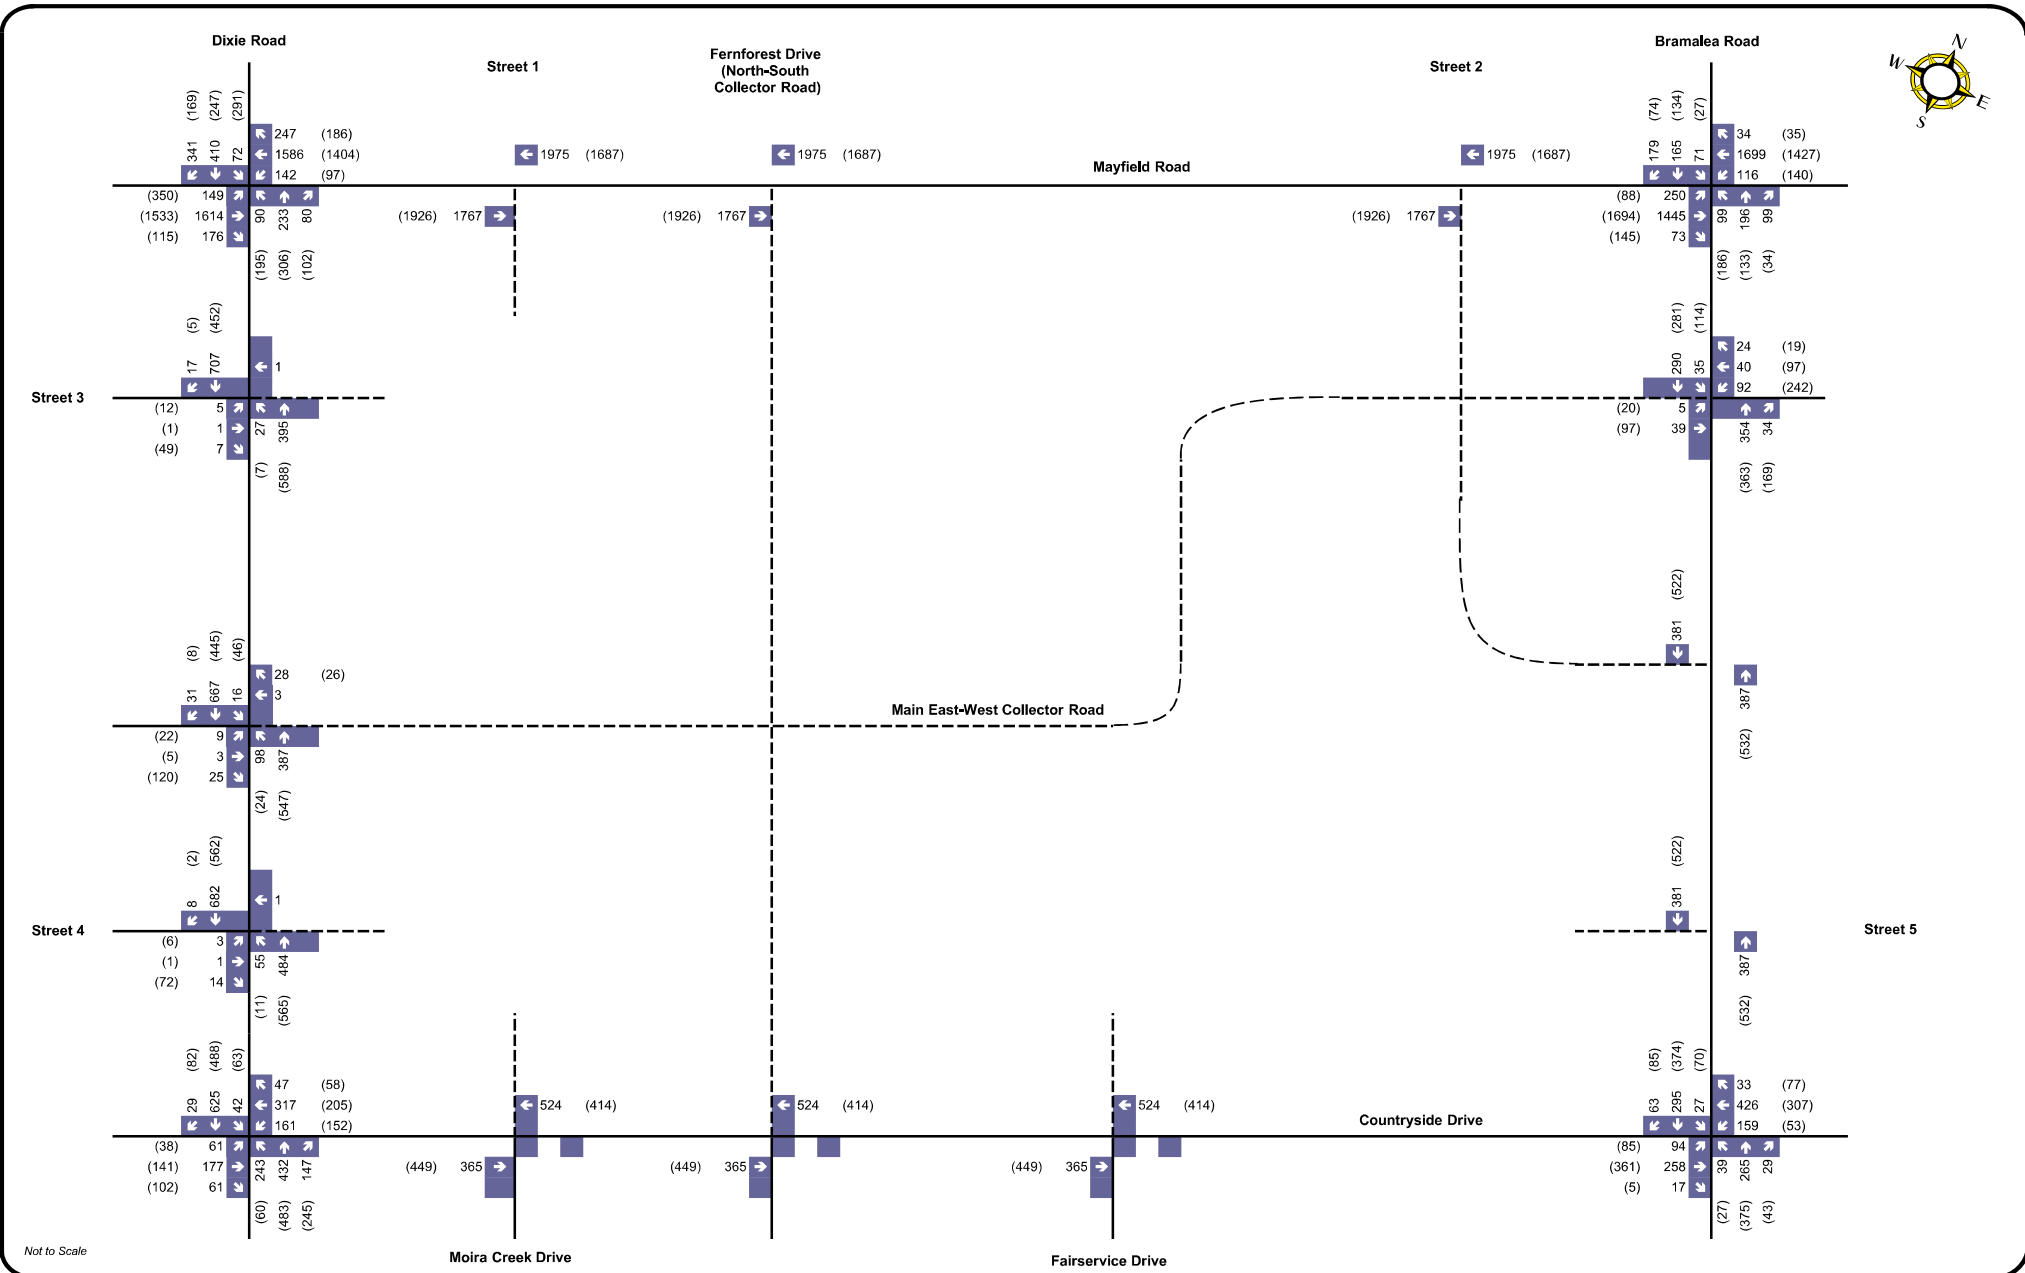 Dixie Road
Street 1
Fernforest Drive
(North-South
Collector Road)
Street 2
Bramalea Road
N
W
E
S
(169) (247) (291)
341 410 72
247 (186)
1586 (1404)
142 (97)
(350) 149
(1533) 1614
(115) 176
90 233 80
(195) (306) (102)
1975 (1687)
(1926) 1767
1975 (1687)
(1926) 1767
Mayfield Road
1975 (1687)
(1926) 1767
(74) (134) (27)
179 165 71
34 (35)
1699 (1427)
116 (140)
(88) 250
(1694) 1445
(145) 73
99 196 99
(186) (133) (34)
Street 3
(5) (452)
17 707
1
(12) 5
(1) 1
(49) 7
27 395
(7) (588)
(281) (114)
290 35
24 (19)
40 (97)
92 (242)
(20) 5
(97) 39
354 34
(363) (169)
(8) (445) (46)
31 667 16
28 (26)
3
(22) 9
(5) 3
(120) 25
98 387
(24) (547)
Main East-West Collector Road
(522)
381
387
(532)
Street 4
(2) (562)
8 682
1
(6) 3
(1) 1
(72) 14
55 484
(11) (565)
(522)
381
387
(532)
Street 5
(82) (488) (63)
29 625 42
47 (58)
317 (205)
161 (152)
(38) 61
(141) 177
(102) 61
243 432 147
(60) (483) (245)
524 (414)
(449) 365
524 (414)
(449) 365
524 (414)
(449) 365
Countryside Drive
(85) (374) (70)
63 295 27
33 (77)
426 (307)
159 (53)
(85) 94
(361) 258
(5) 17
39 265 29
(27) (375) (43)
Not to Scale
Moira Creek Drive
Fairservice Drive